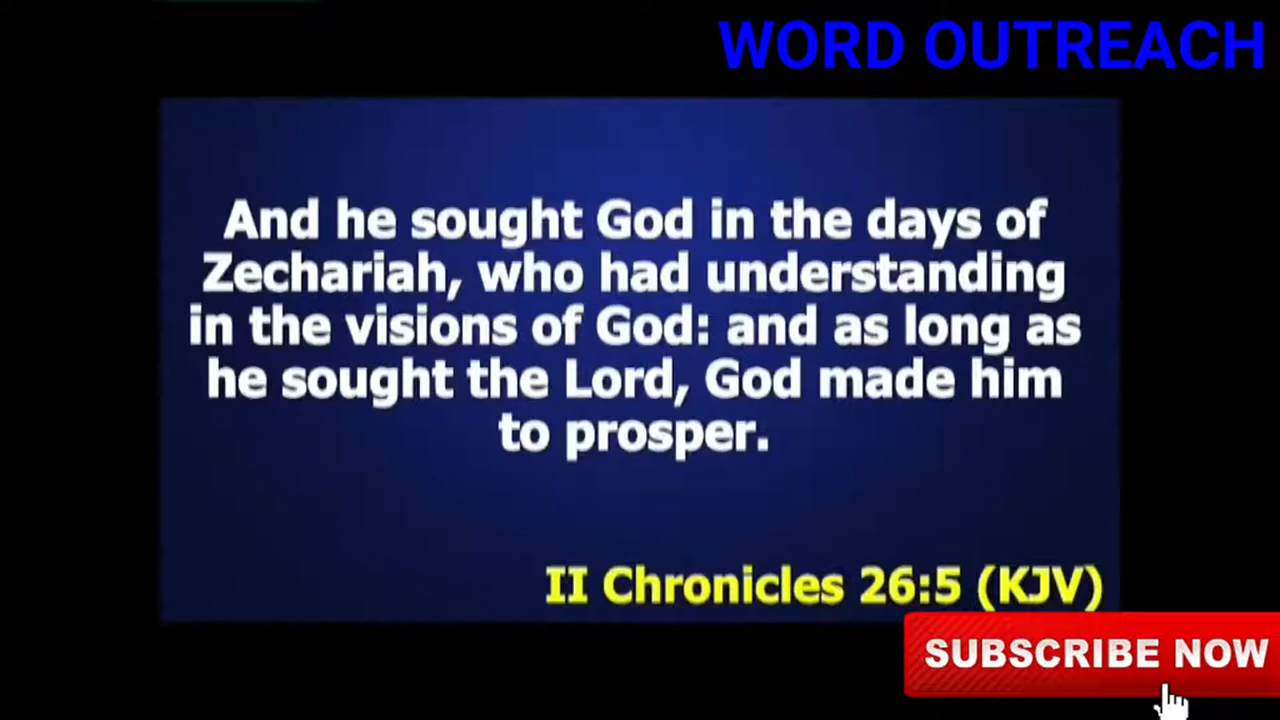 WORD OUTREACH
And he sought God in the days of
Zechariah, who had understanding
in the visions of God: and as long as
he sought the Lord, God made him
to prosper.
II Chronicles 26:5 (KJV)
SUBSCRIBE NOW